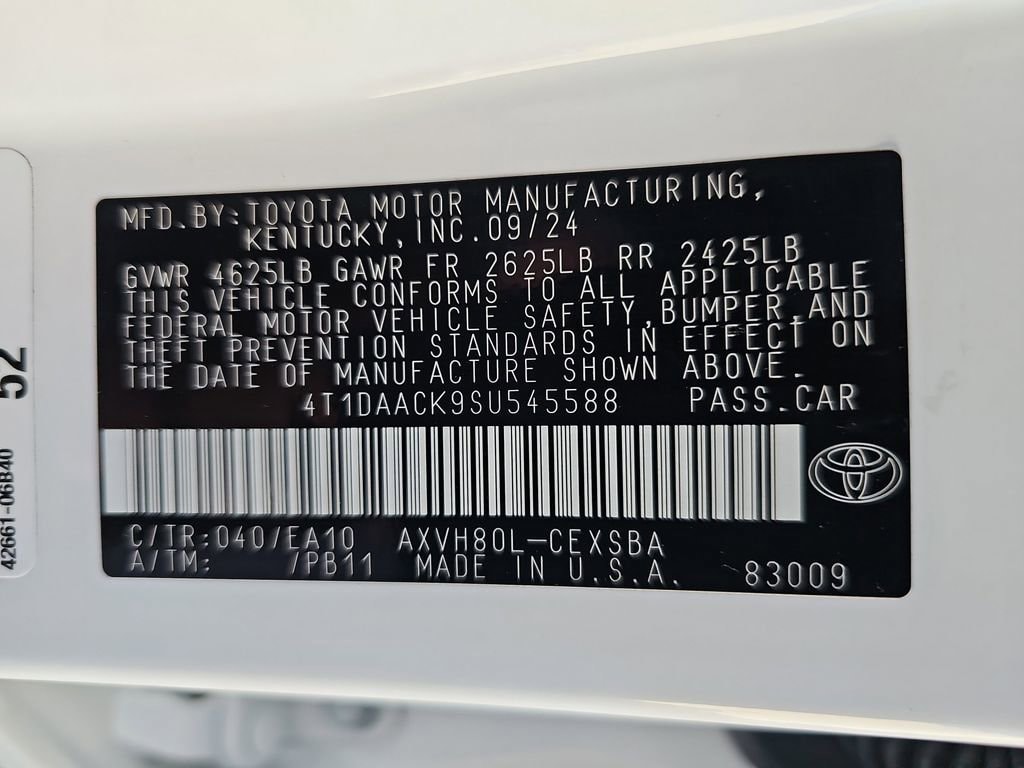 MFD.BY:TOYOTA MOTOR MANUFACTURING,
KENTUCKY,INC.09/24
GVWR 4625LB GAWR FR 2625LB RR 2425LB
THIS VEHICLE CONFORMS TO ALL APPLICABLE
FEDERAL MOTOR VEHICLE SAFETY,BUMPER,AND
THEFT PREVENTION STANDARDS IN EFFECT ON
THE DATE OF MANUFACTURE SHOWN ABOVE.
4T1DAACK9SU545588 PASS.CAR
C/TR:040/EA10 AXVH80L-CEXSBA
A/TM: /PB11 MADE IN U.S.A. 83009
52
42661-06B40